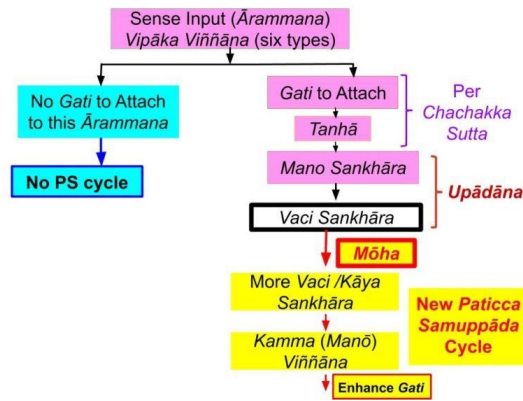 Sense Input (Ārammana)
Vipāka Viññāna (six types)
No Gati to Attach
to this Ārammana
Gati to Attach
Per
Chachakka
Sutta
Tanhā
No PS cycle
Mano Sankhāra
Upādāna
Vaci Sankhāra
Mōha
More Vaci /Kāya
Sankhāra
New Paticca
Samuppāda
Cycle
Kamma (Manō)
Viññāna
Enhance Gati